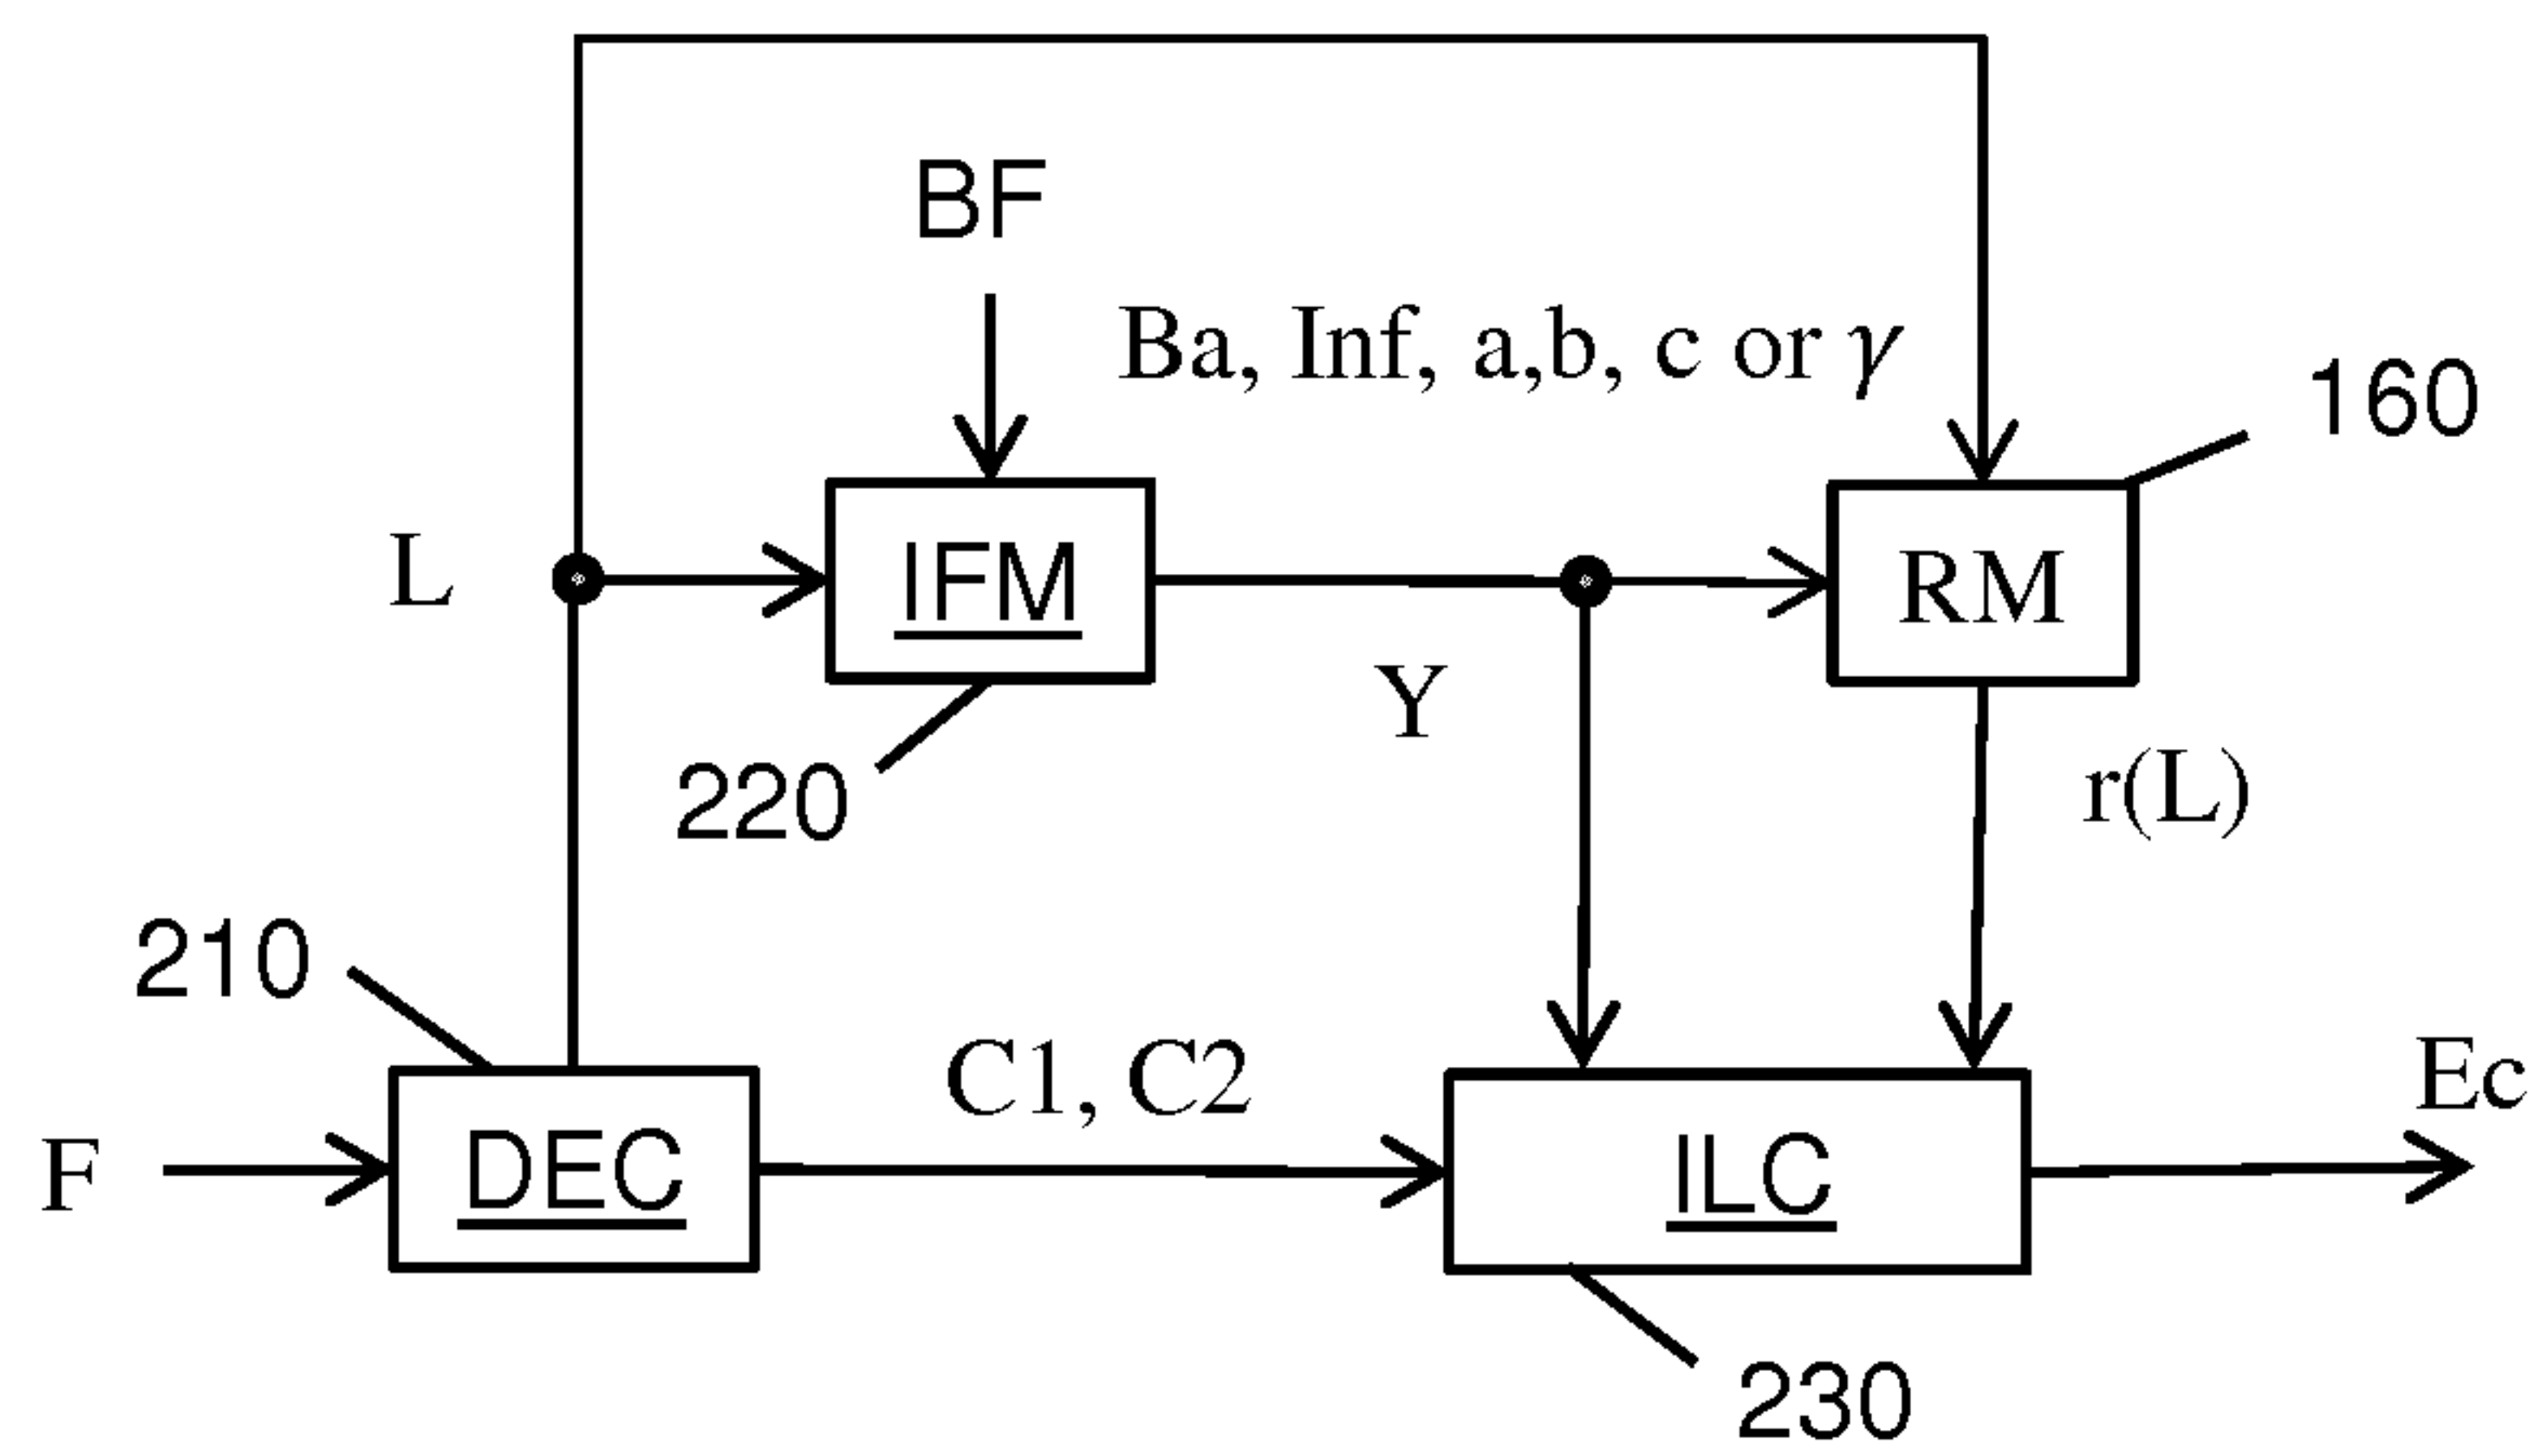 BF
Ba, Inf, a,b, c or γ
160
L
IFM
RM
Y
220
r(L)
210
C1, C2
Ec
F
DEC
ILC
230